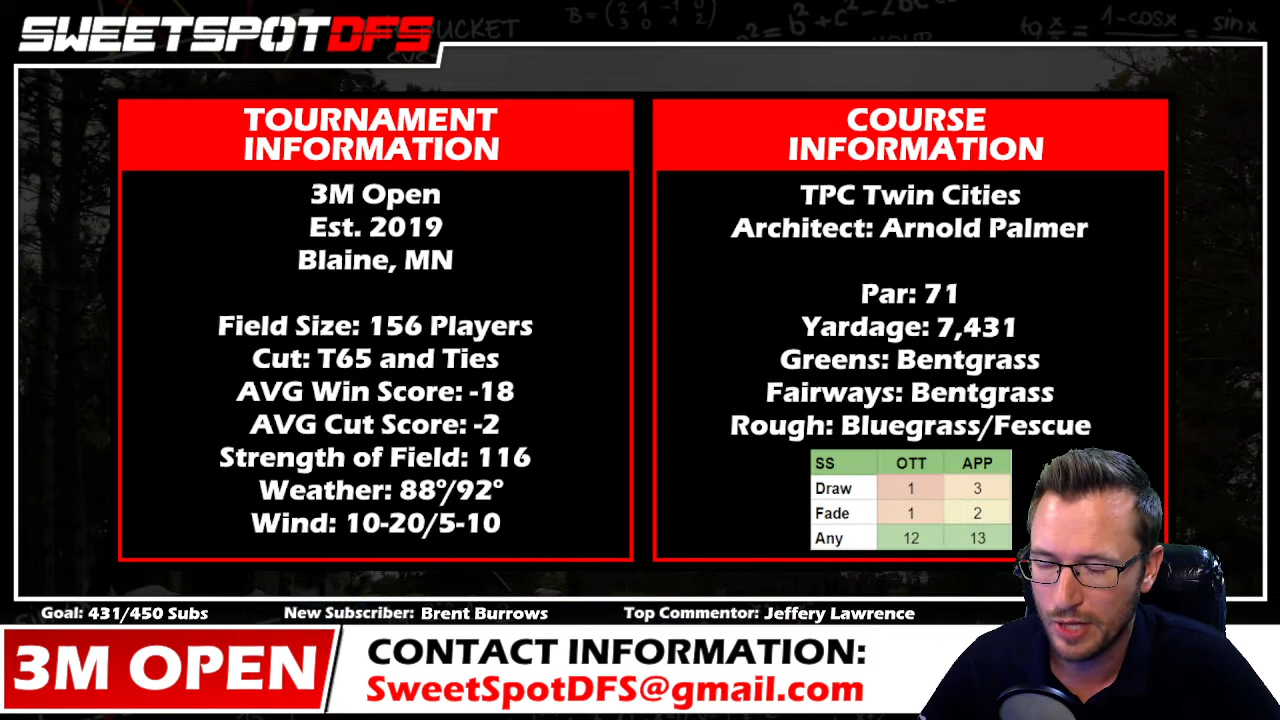 SWEETSPOTDFS
TOURNAMENT
INFORMATION
3M Open
Est. 2019
Blaine, MN
Field Size: 156 Players
Cut: T65 and Ties
AVG Win Score: -18
AVG Cut Score: -2
Strength of Field: 116
Weather: 88°/92°
Wind: 10-20/5-10
COURSE
INFORMATION
TPC Twin Cities
Architect: Arnold Palmer
Par: 71
Yardage: 7,431
Greens: Bentgrass
Fairways: Bentgrass
Rough: Bluegrass/Fescue
SS OTT APP
Draw 1 3
Fade 1 2
Any 12 13
Goal: 431/450 Subs New Subscriber: Brent Burrows Top Commentor: Jeffery Lawrence
3M OPEN
CONTACT INFORMATION:
SweetSpotDFS@gmail.com